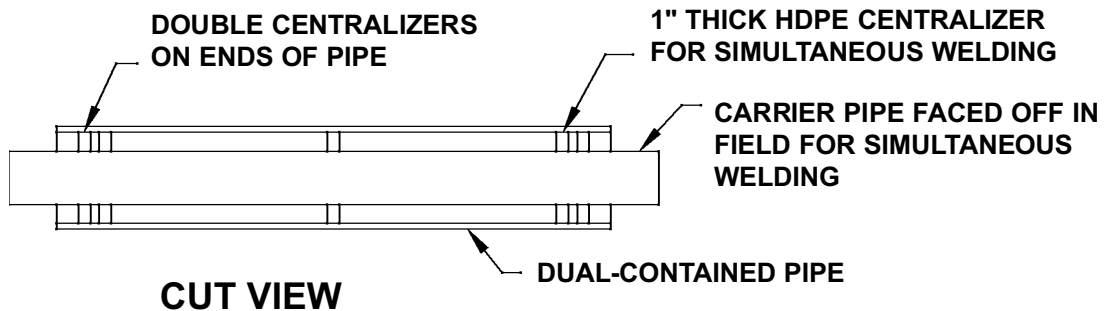 DOUBLE CENTRALIZERS
ON ENDS OF PIPE
1" THICK HDPE CENTRALIZER
FOR SIMULTANEOUS WELDING
CARRIER PIPE FACED OFF IN
FIELD FOR SIMULTANEOUS
WELDING
DUAL-CONTAINED PIPE
CUT VIEW